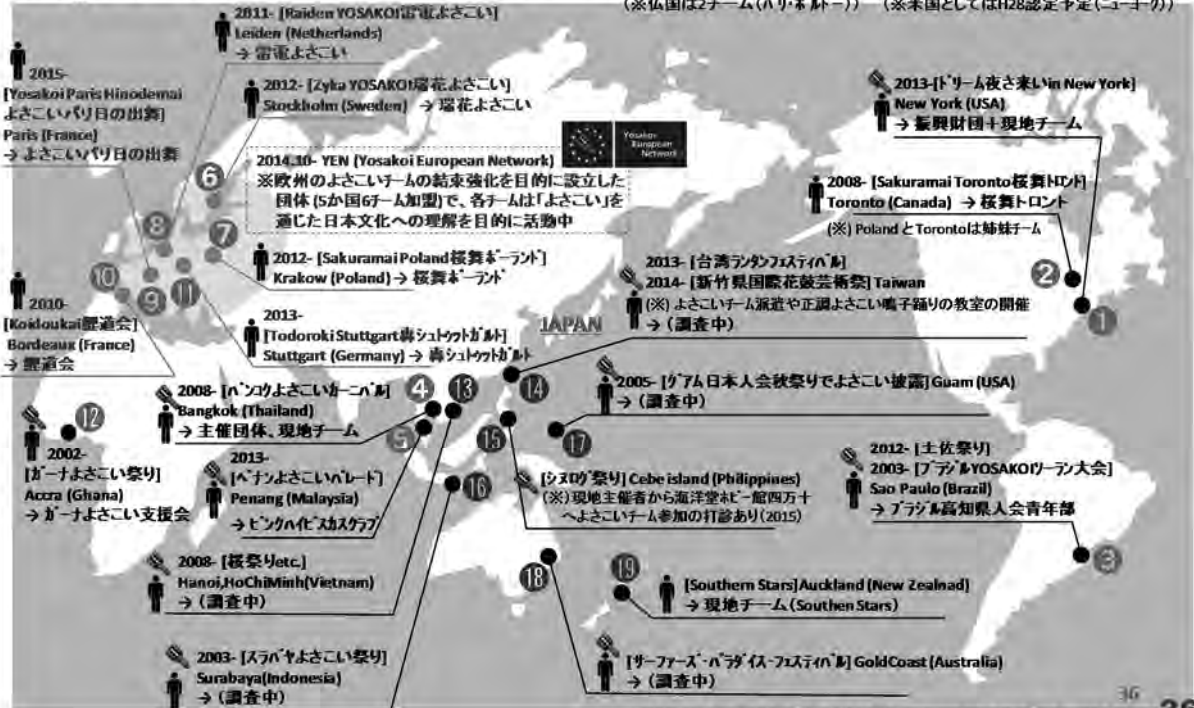 (※仏国は2チーム(パリ・ボルドー)) (※米国としてはH28認定予定(ニューヨーク))
2011- [Raiden YOSAKOI雷電よさこい]
Leiden (Netherlands)
→ 雷電よさこい
2015-
[Yosakoi Paris Hinodemai
よさこいパリ日の出舞]
Paris (France)
→ よさこいパリ日の出舞
2012- [Zyka YOSAKOI瑞花よさこい]
Stockholm (Sweden) → 瑞花よさこい
2013-[ドリーム夜さ来い in New York]
New York (USA)
→ 振興財団+現地チーム
Yosakoi
European
Network
2014.10- YEN (Yosakoi European Network)
※欧州のよさこいチームの結束強化を目的に設立した
団体 (5か国6チーム加盟)で、各チームは「よさこい」を
通じた日本文化への理解を目的に活動中
2008- [Sakuramai Toronto桜舞トロント]
Toronto (Canada) → 桜舞トロント
(※) Poland とTorontoは姉妹チーム
6
8
7
10
9
11
2
1
2012- [Sakuramai Poland桜舞ポーランド]
Krakow (Poland) → 桜舞ポーランド
2013- [台湾ランタンフェスティバル]
2014- [新竹県国際花鼓芸術祭] Taiwan
(※) よさこいチーム派遣や正調よさこい鳴子踊りの教室の開催
→ (調査中)
2010-
[Koidoukai鯉道会]
Bordeaux (France)
→ 鯉道会
2013-
[Todoroki Stuttgart轟シュトゥットガルト]
Stuttgart (Germany) → 轟シュトゥットガルト
JAPAN
2008- [バンコクよさこいカーニバル]
Bangkok (Thailand)
→ 主催団体、現地チーム
4
13
14
5
15
17
16
2005- [グアム日本人会秋祭りでよさこい披露] Guam (USA)
→ (調査中)
12
2002-
[ガーナよさこい祭り]
Accra (Ghana)
→ ガーナよさこい支援会
2013-
[ペナンよさこいパレード]
Penang (Malaysia)
→ ピンクハイビスカスクラブ
[シヌログ祭り] Cebe island (Philippines)
(※)現地主催者から海洋堂ホビー館四万十
へよさこいチーム参加の打診あり(2015)
2012- [土佐祭り]
2003- [ブラジルYOSAKOIソーラン大会]
Sao Paulo (Brazil)
→ ブラジル高知県人会青年部
3
2008- [桜祭りetc.]
Hanoi,HoChiMinh(Vietnam)
→ (調査中)
18
19
[Southern Stars] Auckland (New Zealnad)
→ 現地チーム (Southen Stars)
2003- [スラバヤよさこい祭り]
Surabaya(Indonesia)
→ (調査中)
[サーファーズ・パラダイス・フェスティバル] GoldCoast (Australia)
→ (調査中)
36